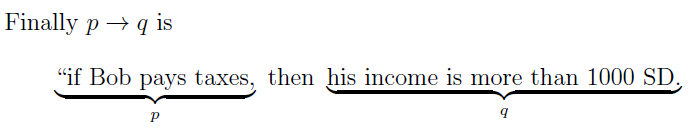 Finally p → q is
“if Bob pays taxes, then his income is more than 1000 SD.
p q